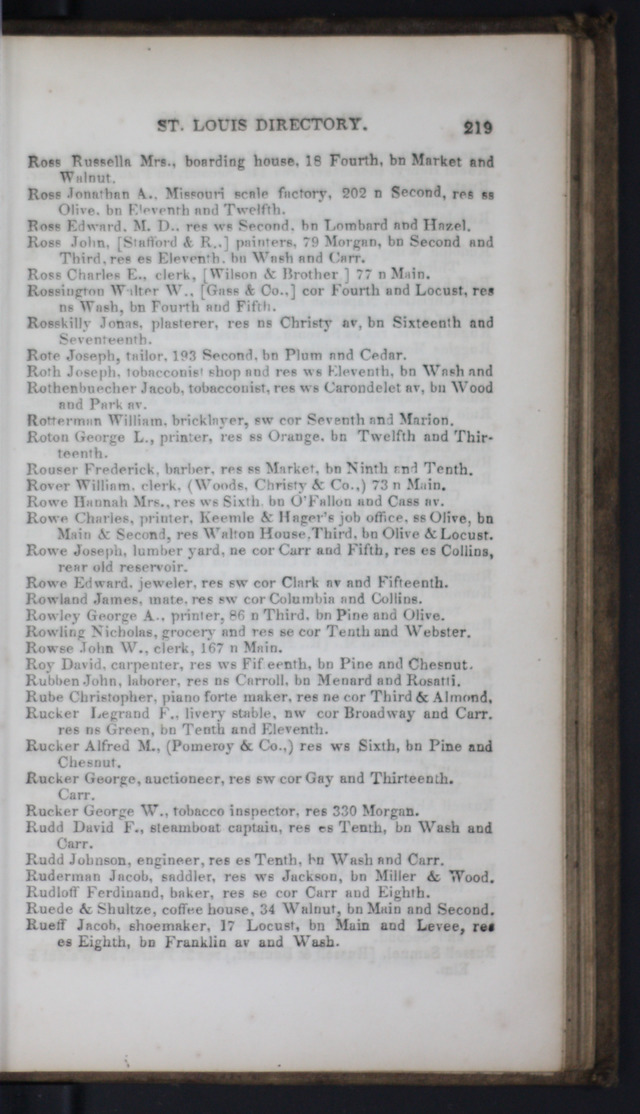 ST. LOUIS DIRECTORY. 219
Ross Russella Mrs., boarding house, 18 Fourth, bn Market and
Walnut.
Ross Jonathan A., Missouri scale factory, 202 n Second, res ss
Olive, bn Eleventh and Twelfth.
Ross Edward, M. D., res ws Second, bn Lombard and Hazel.
Ross John, [Stafford & R.,] painters, 79 Morgan, bn Second and
Third, res es Eleventh, bn Wash and Carr.
Ross Charles E., clerk, [Wilson & Brother ] 77 n Main.
Rossington Walter W., [Gass & Co.,] cor Fourth and Locust, res
ns Wash, bn Fourth and Fifth.
Rosskilly Jonas, plasterer, res ns Christy av, bn Sixteenth and
Seventeenth.
Rote Joseph, tailor, 193 Second, bn Plum and Cedar.
Roth Joseph, tobacconist shop and res ws Eleventh, bn Wash and
Rothenbuecher Jacob, tobacconist, res ws Carondelet av, bn Wood
and Park av.
Rotterman William, bricklayer, sw cor Seventh and Marion.
Roton George L., printer, res ss Orange, bn Twelfth and Thir-
teenth.
Rouser Frederick, barber, res ss Market, bn Ninth and Tenth.
Rover William, clerk, (Woods, Christy & Co.,) 73 n Main.
Rowe Hannah Mrs., res ws Sixth, bn O'Fallon and Cass av.
Rowe Charles, printer, Keemle & Hager's job office, ss Olive, bn
Main & Second, res Walton House, Third, bn Olive & Locust.
Rowe Joseph, lumber yard, ne cor Carr and Fifth, res es Collins,
rear old reservoir.
Rowe Edward, jeweler, res sw cor Clark av and Fifteenth.
Rowland James, mate, res sw cor Columbia and Collins.
Rowley George A., printer, 86 n Third, bn Pine and Olive.
Rowling Nicholas, grocery and res se cor Tenth and Webster.
Rowse John W., clerk, 167 n Main.
Roy David, carpenter, res ws Fif eenth, bn Pine and Chesnut.
Rubben John, laborer, res ns Carroll, bn Menard and Rosatti.
Rube Christopher, piano forte maker, res ne cor Third & Almond.
Rucker Legrand F., livery stable, nw cor Broadway and Carr.
res ns Green, bn Tenth and Eleventh.
Rucker Alfred M., (Pomeroy & Co.,) res ws Sixth, bn Pine and
Chesnut.
Rucker George, auctioneer, res sw cor Gay and Thirteenth.
Carr.
Rucker George W., tobacco inspector, res 330 Morgan.
Rudd David F., steamboat captain, res es Tenth, bn Wash and
Carr.
Rudd Johnson, engineer, res es Tenth, bn Wash and Carr.
Ruderman Jacob, saddler, res ws Jackson, bn Miller & Wood.
Rudloff Ferdinand, baker, res se cor Carr and Eighth.
Ruede & Shultze, coffee house, 34 Walnut, bn Main and Second.
Rueff Jacob, shoemaker, 17 Locust, bn Main and Levee, res
es Eighth, bn Franklin av and Wash.